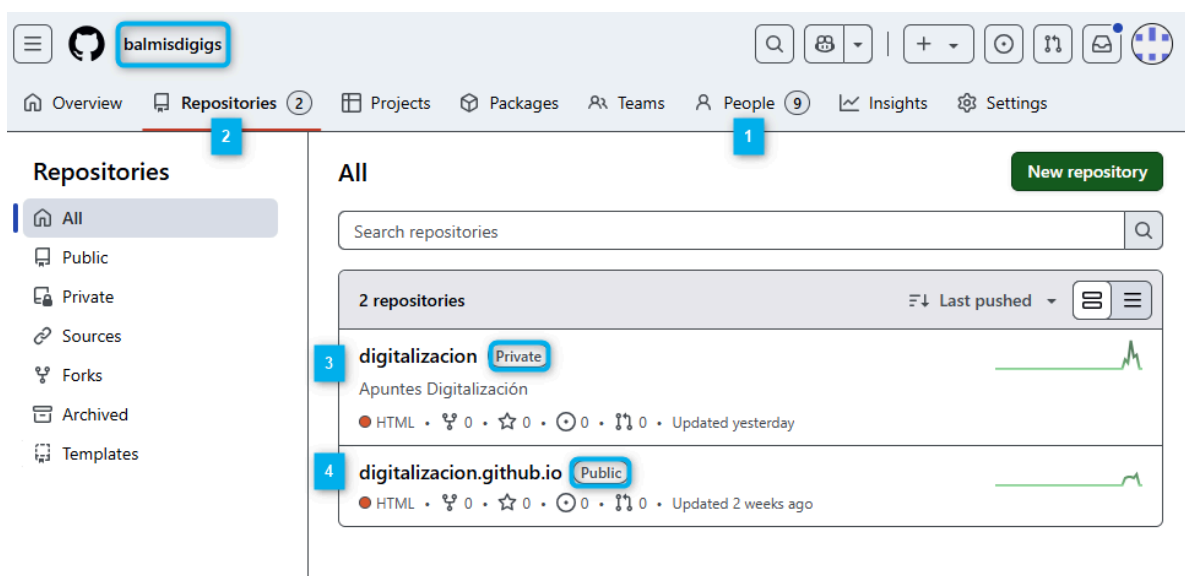 balmisdigigs
Overview Repositories 2 Projects Packages Teams People 9 Insights Settings
2 1
Repositories
All
Public
Private
Sources
Forks
Archived
Templates
All New repository
Search repositories
2 repositories Last pushed
3 digitalizacion Private
Apuntes Digitalización
HTML • 0 • 0 • 0 • 0 • Updated yesterday
4 digitalizacion.github.io Public
HTML • 0 • 0 • 0 • 0 • Updated 2 weeks ago